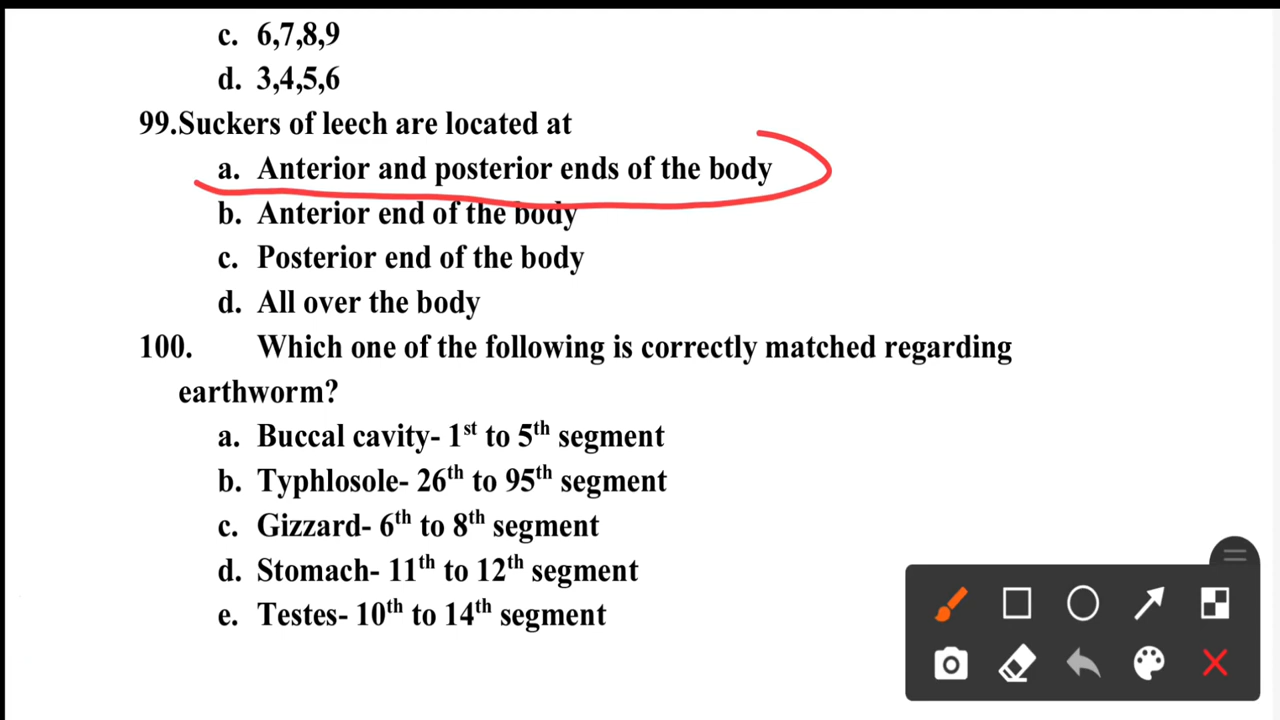 c. 6,7,8,9
d. 3,4,5,6
99.Suckers of leech are located at
a. Anterior and posterior ends of the body
b. Anterior end of the body
c. Posterior end of the body
d. All over the body
100. Which one of the following is correctly matched regarding
earthworm?
a. Buccal cavity- 1st to 5th segment
b. Typhlosole- 26th to 95th segment
c. Gizzard- 6th to 8th segment
d. Stomach- 11th to 12th segment
e. Testes- 10th to 14th segment